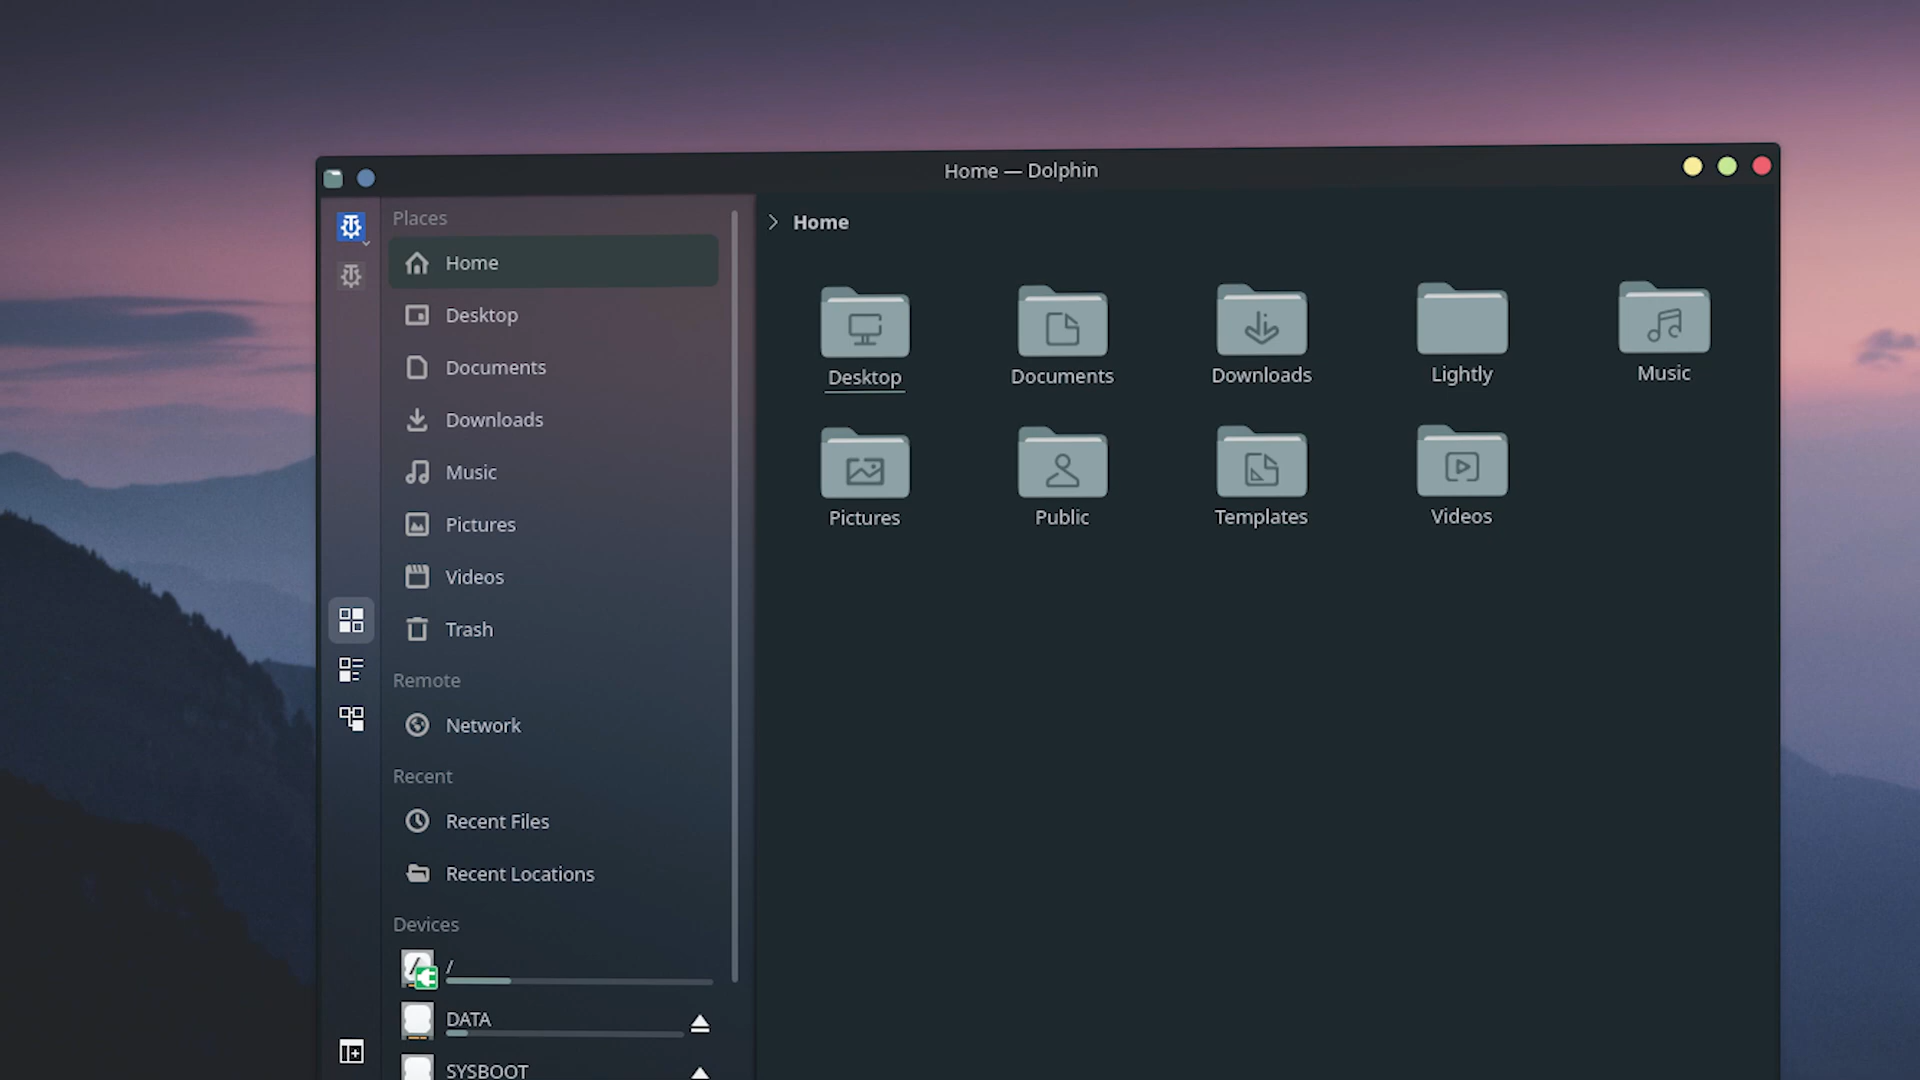 Home — Dolphin
Places
Home
Desktop
Documents
Downloads
Music
Pictures
Videos
Trash
Remote
Network
Recent
Recent Files
Recent Locations
Devices
/
DATA
SYSBOOT
Home
Desktop
Documents
Downloads
Lightly
Music
Pictures
Public
Templates
Videos